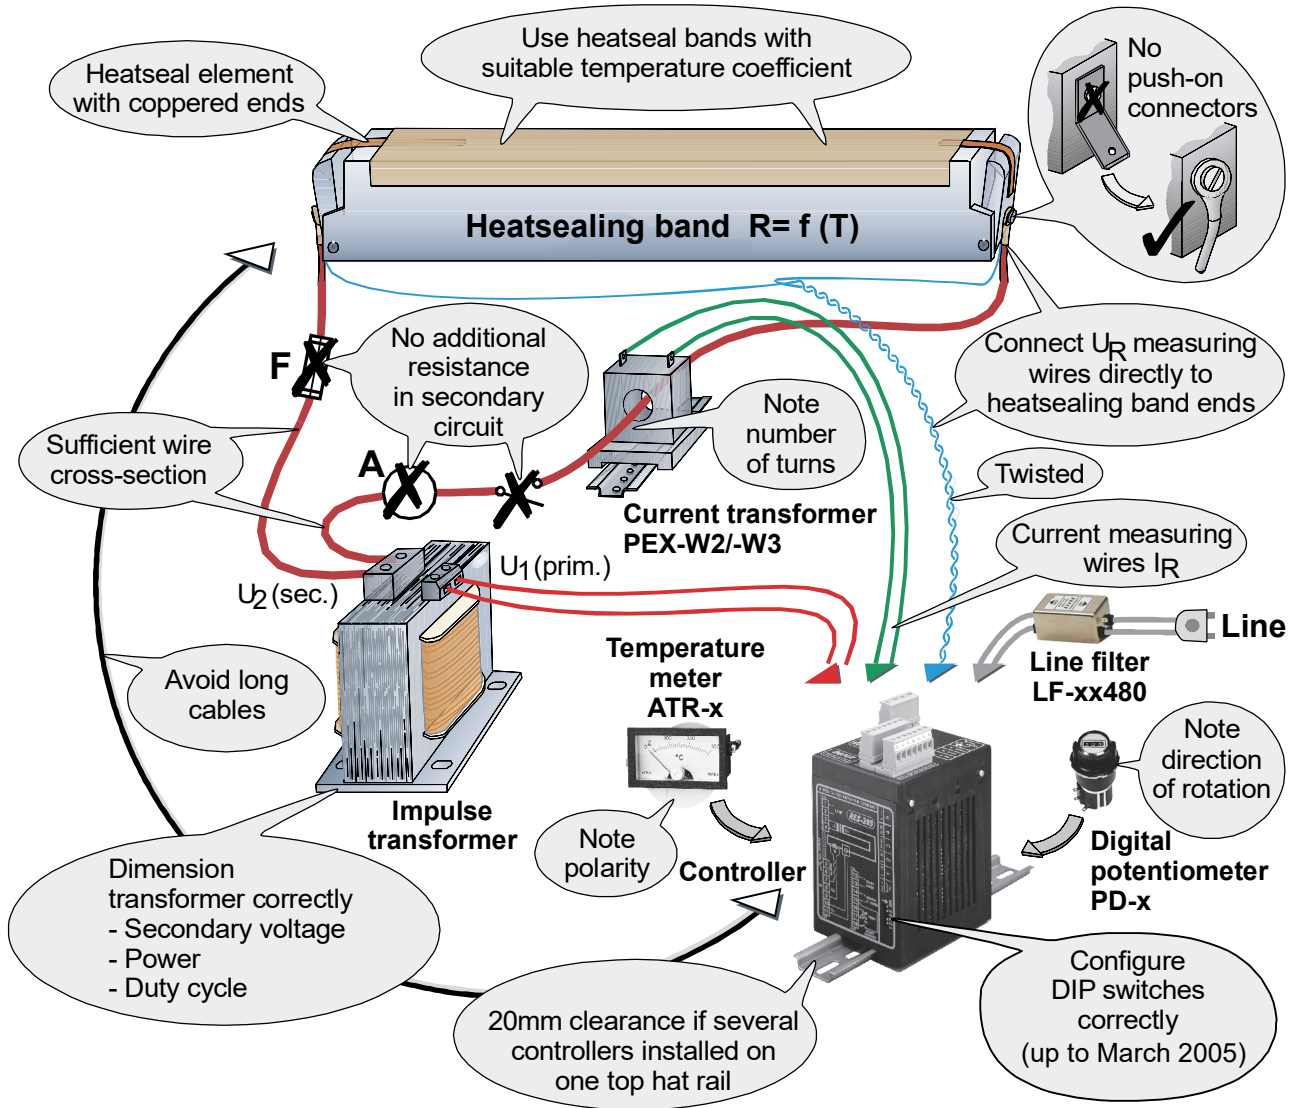 Use heatseal bands with
suitable temperature coefficient
Heatseal element
with coppered ends
No
push-on
connectors
Heatsealing band R= f (T)
F
No additional
resistance
in secondary
circuit
Connect UR measuring
wires directly to
heatsealing band ends
Note
number
of turns
Sufficient wire
cross-section
A
Twisted
Current transformer
PEX-W2/-W3
Current measuring
wires IR
U1 (prim.)
U2 (sec.)
Line
Temperature
meter
ATR-x
Line filter
LF-xx480
Avoid long
cables
Note
direction
of rotation
°C
RES-209
Impulse
transformer
Note
polarity
Controller
Digital
potentiometer
PD-x
Dimension
transformer correctly
- Secondary voltage
- Power
- Duty cycle
Configure
DIP switches
correctly
(up to March 2005)
20mm clearance if several
controllers installed on
one top hat rail